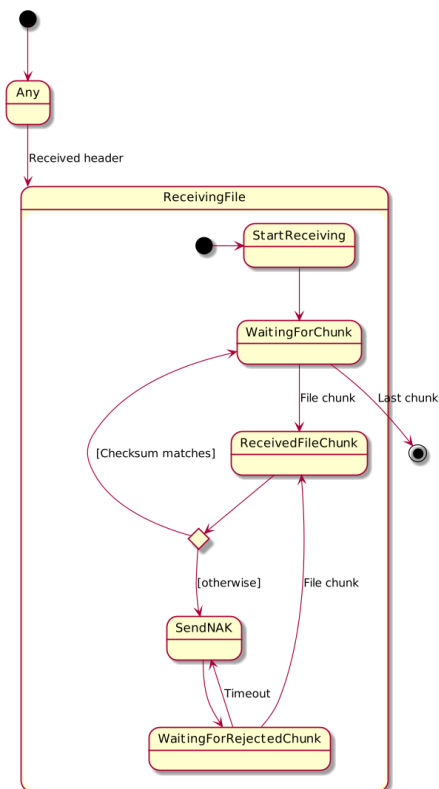 Any
Received header
ReceivingFile
StartReceiving
WaitingForChunk
File chunk
Last chunk
ReceivedFileChunk
[Checksum matches]
[otherwise]
File chunk
SendNAK
Timeout
WaitingForRejectedChunk